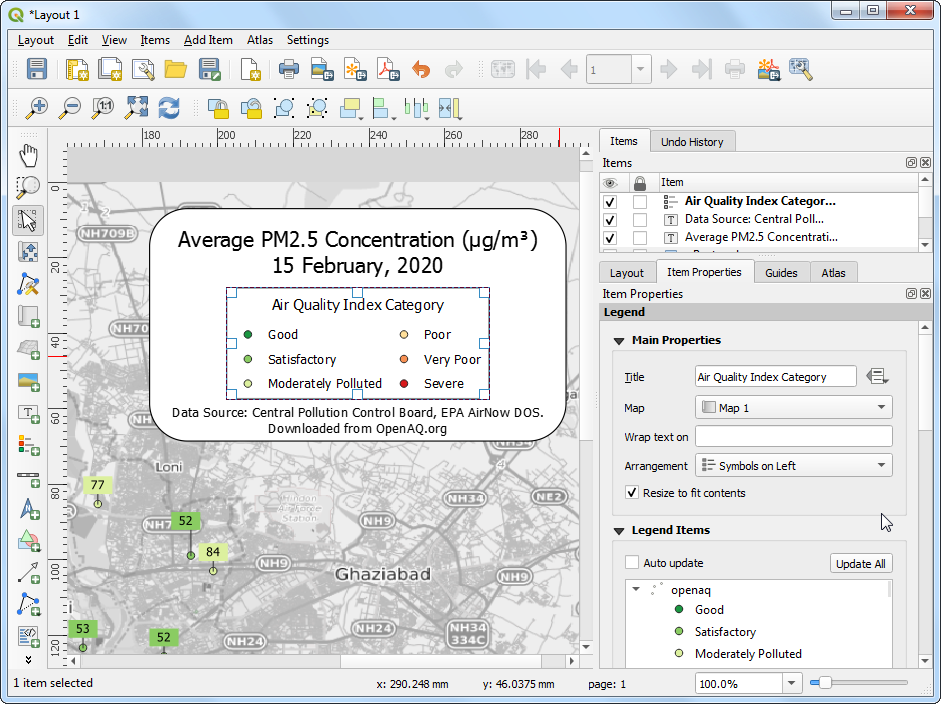 *Layout 1
Layout Edit View Items Add Item Atlas Settings
1:1
1
180 200 220 240 260 280
0
20
40
60
80
100
120
1 2
NH709B
Average PM2.5 Concentration (µg/m³)
15 February, 2020
Air Quality Index Category
Good Poor
Satisfactory Very Poor
Moderately Polluted Severe
Data Source: Central Pollution Control Board, EPA AirNow DOS.
Downloaded from OpenAQ.org
Loni
4
77
Hindon
Air Force
Station
NH34
NE2
52
NH9
84
NH9
Ghaziabad
NH9
53
52
NH24
NH24
NH34
334C
Items Undo History
Items
Item
Air Quality Index Categor...
Data Source: Central Poll...
Average PM2.5 Concentrati...
Layout Item Properties Guides Atlas
Item Properties
Legend
Main Properties
Title Air Quality Index Category
Map Map 1
Wrap text on
Arrangement Symbols on Left
Resize to fit contents
Legend Items
Auto update Update All
openaq
Good
Satisfactory
Moderately Polluted
1 item selected x: 290.248 mm y: 46.0375 mm page: 1 100.0%